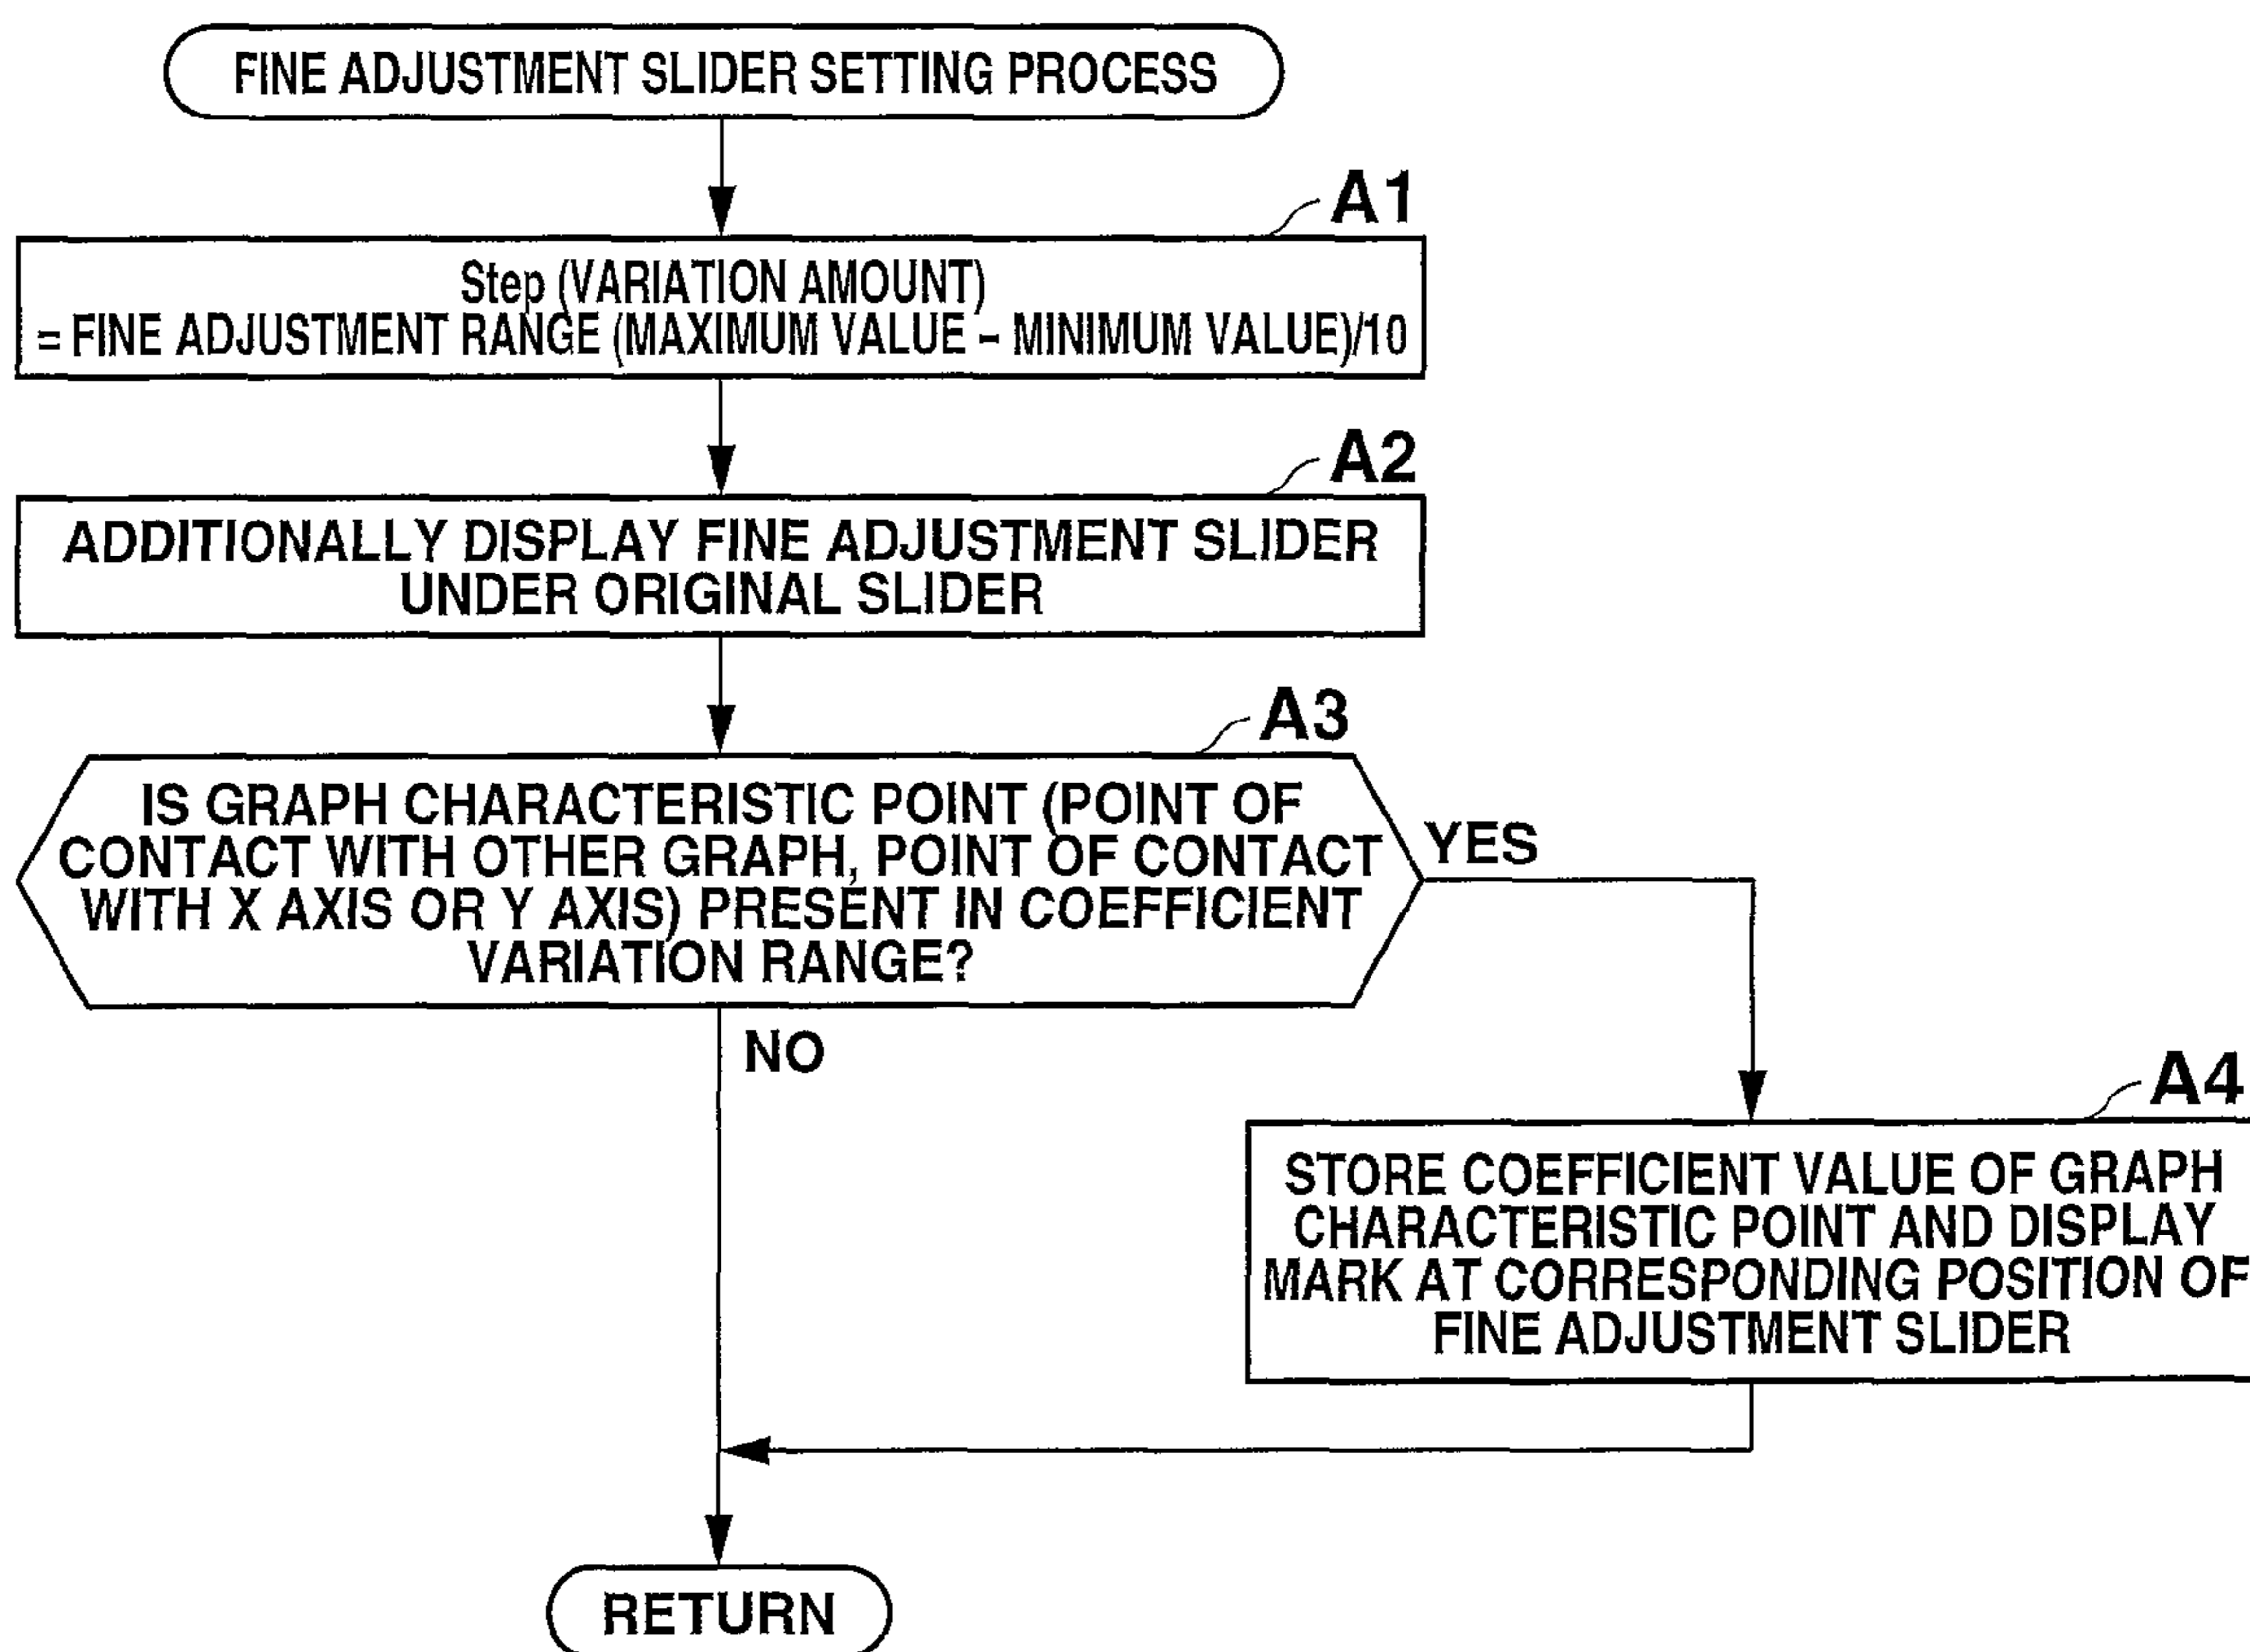 FINE ADJUSTMENT SLIDER SETTING PROCESS
A1
Step (VARIATION AMOUNT)
= FINE ADJUSTMENT RANGE (MAXIMUM VALUE – MINIMUM VALUE)/10
A2
ADDITIONALLY DISPLAY FINE ADJUSTMENT SLIDER
UNDER ORIGINAL SLIDER
A3
IS GRAPH CHARACTERISTIC POINT (POINT OF
CONTACT WITH OTHER GRAPH, POINT OF CONTACT
WITH X AXIS OR Y AXIS) PRESENT IN COEFFICIENT
VARIATION RANGE?
YES
NO
A4
STORE COEFFICIENT VALUE OF GRAPH
CHARACTERISTIC POINT AND DISPLAY
MARK AT CORRESPONDING POSITION OF
FINE ADJUSTMENT SLIDER
RETURN